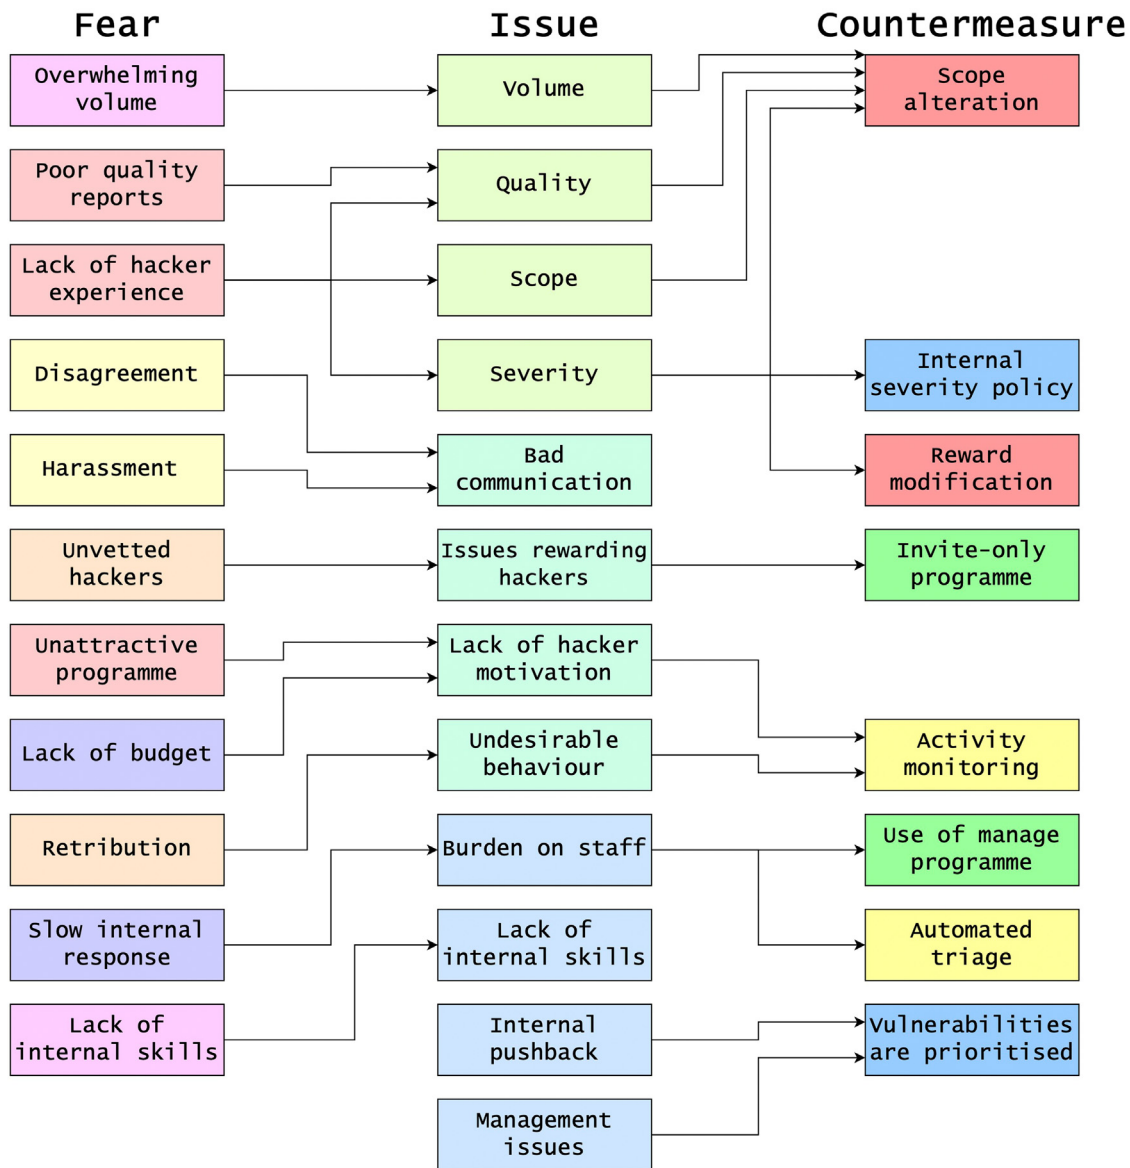 Fear
Issue
Countermeasure
Overwhelming
volume
Volume
Scope
alteration
Poor quality
reports
Quality
Lack of hacker
experience
Scope
Disagreement
Severity
Internal
severity policy
Harassment
Bad
communication
Reward
modification
Unvetted
hackers
Issues rewarding
hackers
Invite-only
programme
Unattractive
programme
Lack of hacker
motivation
Lack of budget
Undesirable
behaviour
Activity
monitoring
Retribution
Burden on staff
Use of manage
programme
Slow internal
response
Lack of
internal skills
Automated
triage
Lack of
internal skills
Internal
pushback
Vulnerabilities
are prioritised
Management
issues